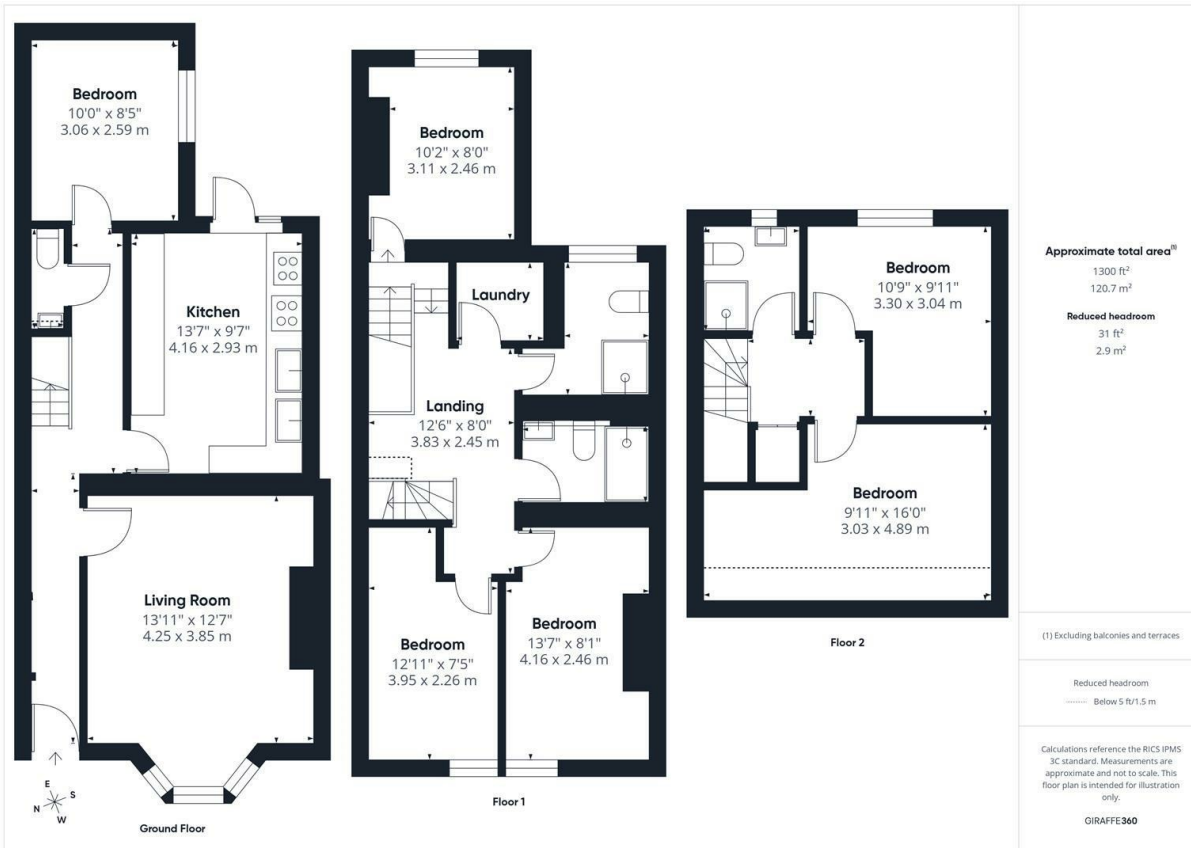 Bedroom
10'0" x 8'5"
3.06 x 2.59 m
Kitchen
13'7" x 9'7"
4.16 x 2.93 m
Living Room
13'11" x 12'7"
4.25 x 3.85 m
E
S
N
W
Ground Floor
Bedroom
10'2" x 8'0"
3.11 x 2.46 m
Laundry
Landing
12'6" x 8'0"
3.83 x 2.45 m
Bedroom
12'11" x 7'5"
3.95 x 2.26 m
Bedroom
13'7" x 8'1"
4.16 x 2.46 m
Floor 1
Bedroom
10'9" x 9'11"
3.30 x 3.04 m
Bedroom
9'11" x 16'0"
3.03 x 4.89 m
Floor 2
Approximate total area(1)
1300 ft²
120.7 m²
Reduced headroom
31 ft²
2.9 m²
(1) Excluding balconies and terraces
Reduced headroom
Below 5 ft/1.5 m
Calculations reference the RICS IPMS
3C standard. Measurements are
approximate and not to scale. This
floor plan is intended for illustration
only.
GIRAFFE360